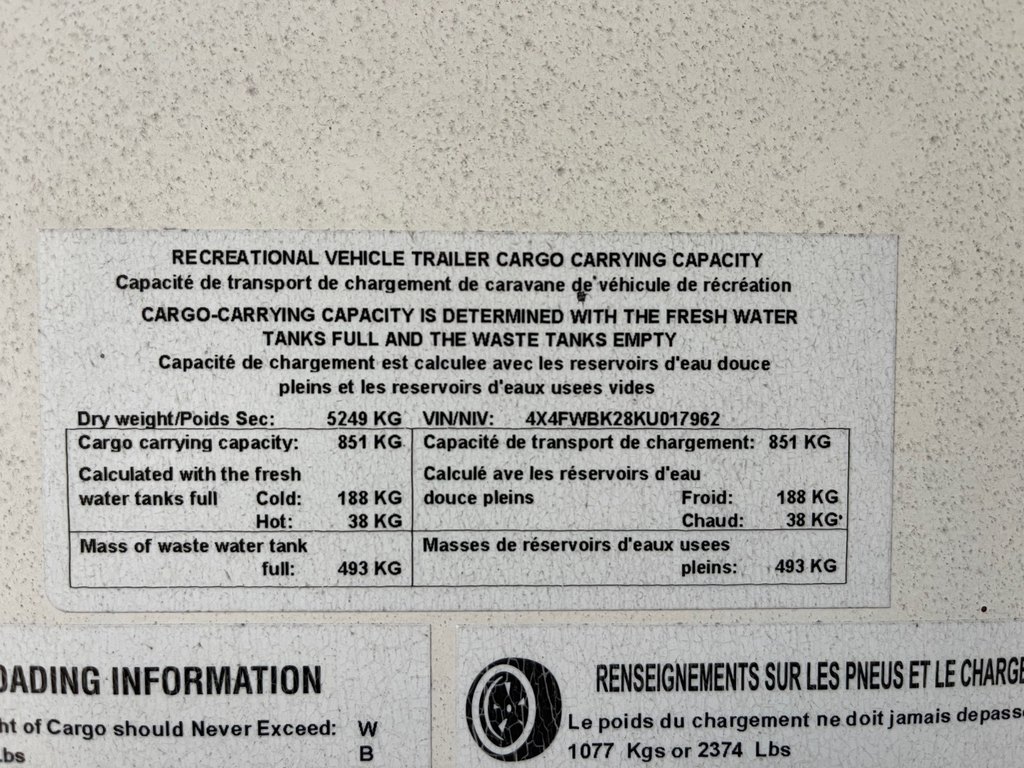 RECREATIONAL VEHICLE TRAILER CARGO CARRYING CAPACITY
Capacité de transport de chargement de caravane de véhicule de récréation
CARGO-CARRYING CAPACITY IS DETERMINED WITH THE FRESH WATER
TANKS FULL AND THE WASTE TANKS EMPTY
Capacité de chargement est calculee avec les reservoirs d'eau douce
pleins et les reservoirs d'eaux usees vides
Dry weight/Poids Sec: 5249 KG VIN/NIV: 4X4FWBK28KU017962
Cargo carrying capacity: 851 KG Capacité de transport de chargement: 851 KG
Calculated with the fresh Calculé ave les réservoirs d'eau
water tanks full Cold: 188 KG douce pleins Froid: 188 KG
Hot: 38 KG Chaud: 38 KG
Mass of waste water tank Masses de réservoirs d'eaux usees
full: 493 KG pleins: 493 KG
OADING INFORMATION
ht of Cargo should Never Exceed: W
Lbs B
RENSEIGNEMENTS SUR LES PNEUS ET LE CHARGE
Le poids du chargement ne doit jamais depass
1077 Kgs or 2374 Lbs